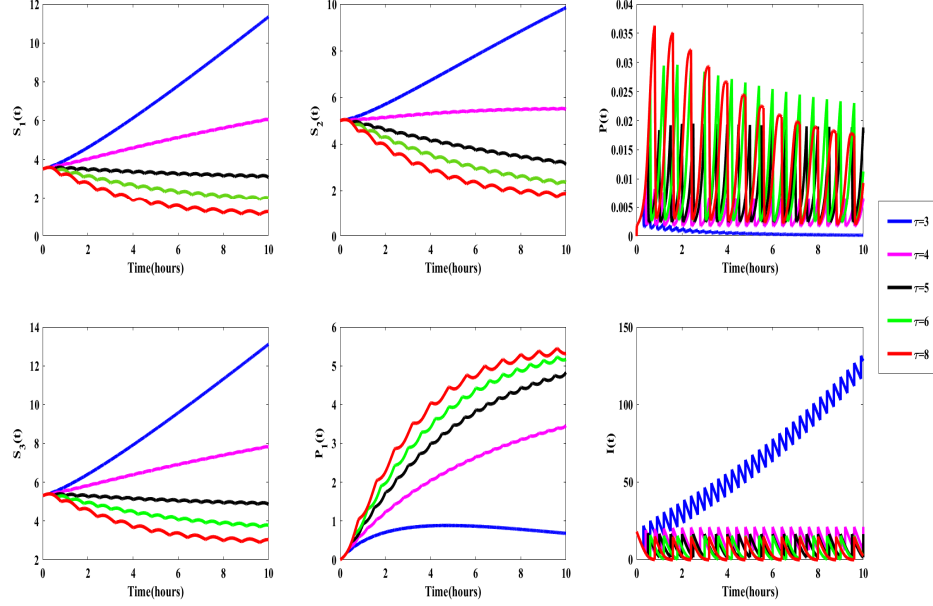 12
10
8
6
4
2
0
S1(t)
0 2 4 6 8 10
Time(hours)
10
8
6
4
2
0
S2(t)
0 2 4 6 8 10
Time(hours)
0.04
0.035
0.03
0.025
0.02
0.015
0.01
0.005
0
P(t)
0 2 4 6 8 10
Time(hours)
14
12
10
8
6
4
2
S3(t)
0 2 4 6 8 10
Time(hours)
6
5
4
3
2
1
0
P1(t)
0 2 4 6 8 10
Time(hours)
150
100
50
0
I(t)
0 2 4 6 8 10
Time(hours)
τ=3
τ=4
τ=5
τ=6
τ=8